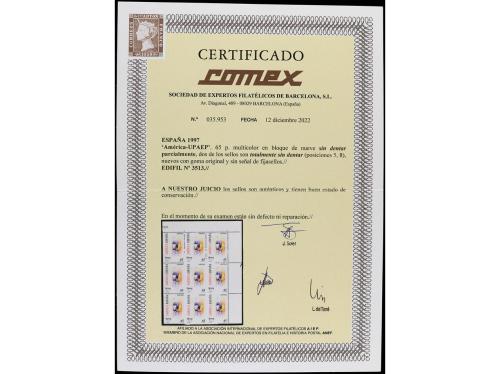 CERTIFICADO
comex
SOCIEDAD DE EXPERTOS FILATÉLICOS DE BARCELONA, S.L.
Av. Diagonal, 489 - 08029 BARCELONA (España)
N.º 035.953 FECHA 12 diciembre 2022
ESPAÑA 1997
"América-UPAEP". 65 p. multicolor en bloque de nueve sin dentar
parcialmente, dos de los sellos son totalmente sin dentar (posiciones 5, 8),
nuevos con goma original y sin señal de fijasellos.
EDIFIL Nº 3513.//
A NUESTRO JUICIO los sellos son auténticos y tienen buen estado de
conservación.//
En el momento de su examen están sin defecto ni reparación.//
J. Soler
L. de Tomé
AFILIADO A LA ASOCIACIÓN INTERNACIONAL DE EXPERTOS FILATÉLICOS A I E P.
MIEMBRO DE LA ASOCIACIÓN NACIONAL DE EXPERTOS EN FILATELIA E HISTORIA POSTAL